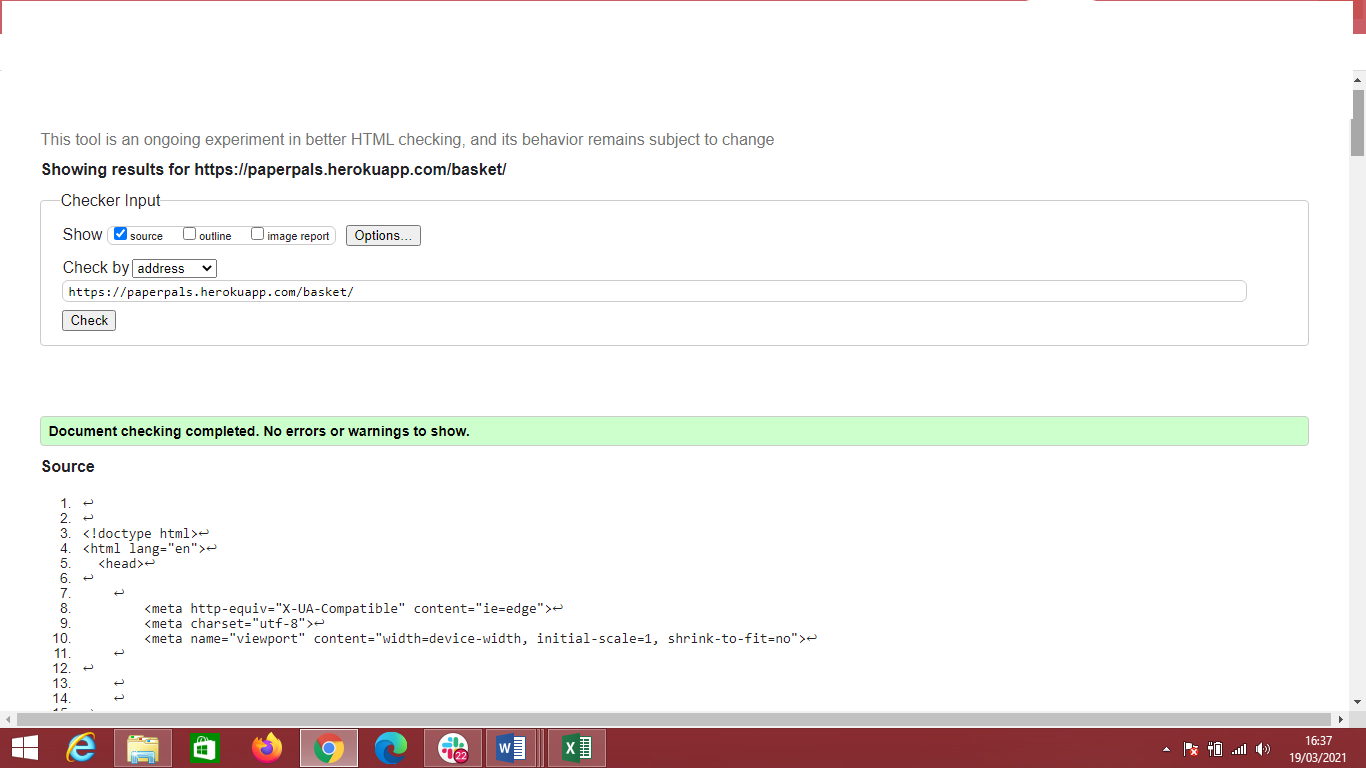 This tool is an ongoing experiment in better HTML checking, and its behavior remains subject to change
Showing results for https://paperpals.herokuapp.com/basket/
Checker Input
Show source outline image report Options...
Check by address
https://paperpals.herokuapp.com/basket/
Check
Document checking completed. No errors or warnings to show.
Source
1. ↩
2. ↩
3. <!doctype html>↩
4. <html lang="en">↩
5. <head>↩
6. ↩
7. ↩
8. <meta http-equiv="X-UA-Compatible" content="ie=edge">↩
9. <meta charset="utf-8">↩
10. <meta name="viewport" content="width=device-width, initial-scale=1, shrink-to-fit=no">↩
11. ↩
12. ↩
13. ↩
14. ↩
22
16:37
19/03/2021